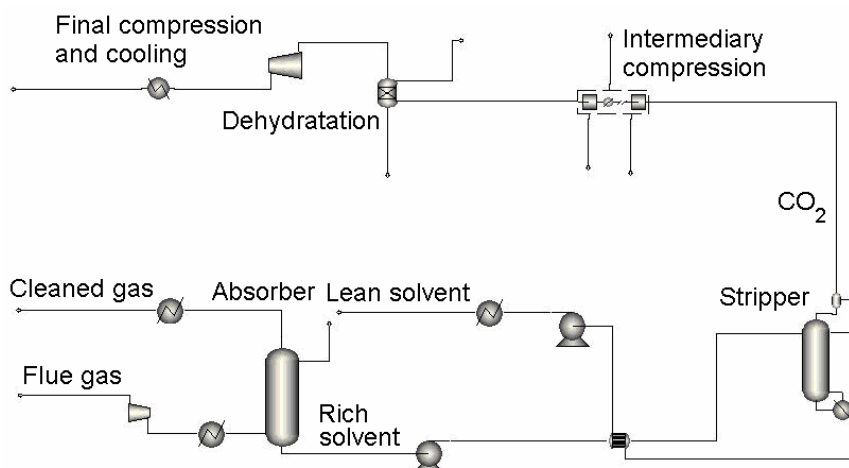 Final compression
and cooling
Intermediary
compression
Dehydratation
CO2
Cleaned gas
Absorber
Lean solvent
Stripper
Flue gas
Rich
solvent